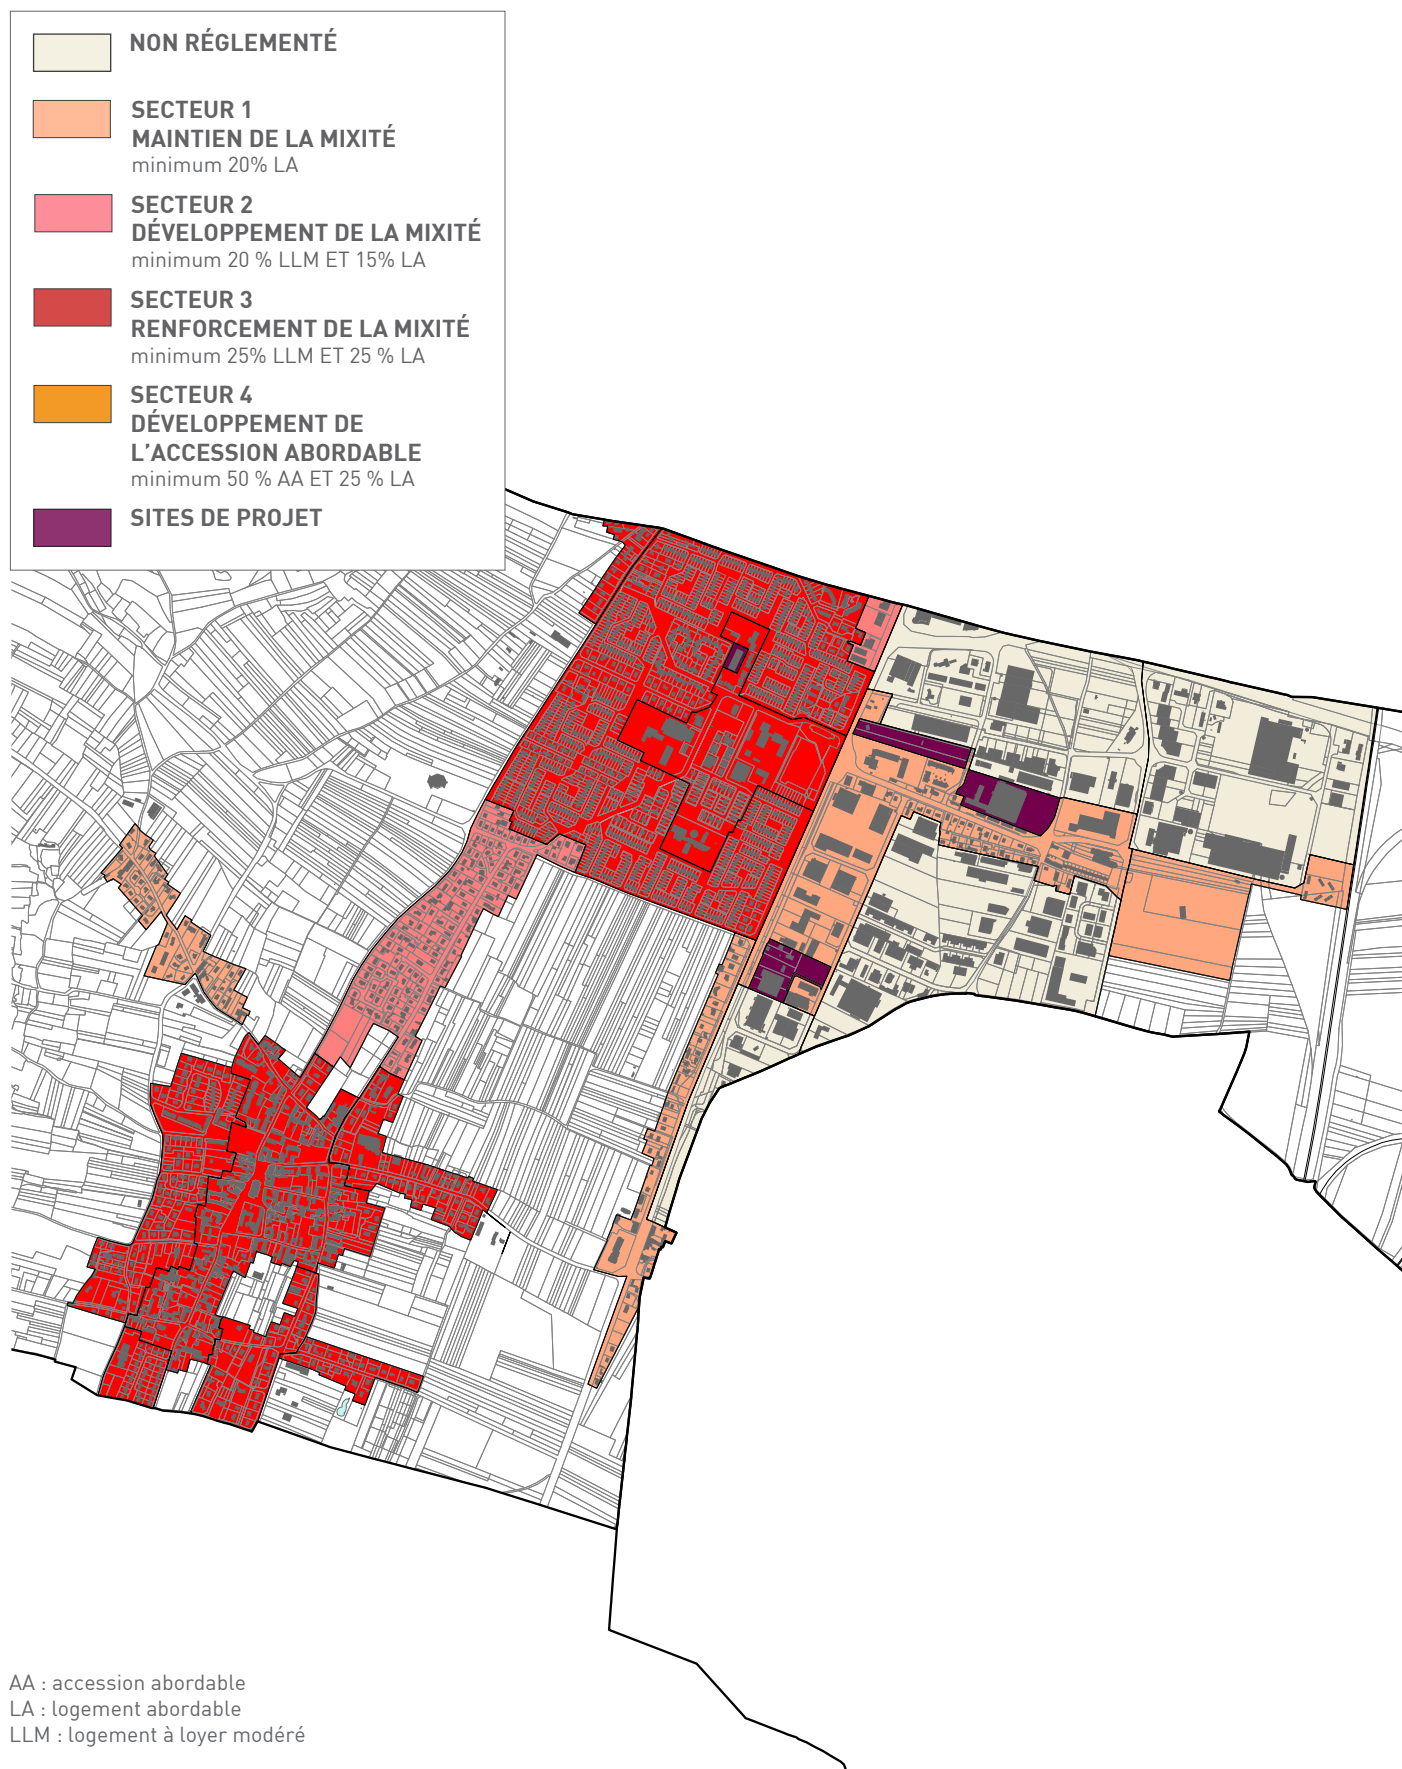 NON RÉGLEMENTÉ
SECTEUR 1
MAINTIEN DE LA MIXITÉ
minimum 20% LA
SECTEUR 2
DÉVELOPPEMENT DE LA MIXITÉ
minimum 20 % LLM ET 15% LA
SECTEUR 3
RENFORCEMENT DE LA MIXITÉ
minimum 25% LLM ET 25 % LA
SECTEUR 4
DÉVELOPPEMENT DE
L'ACCESSION ABORDABLE
minimum 50 % AA ET 25 % LA
SITES DE PROJET
AA : accession abordable
LA : logement abordable
LLM : logement à loyer modéré